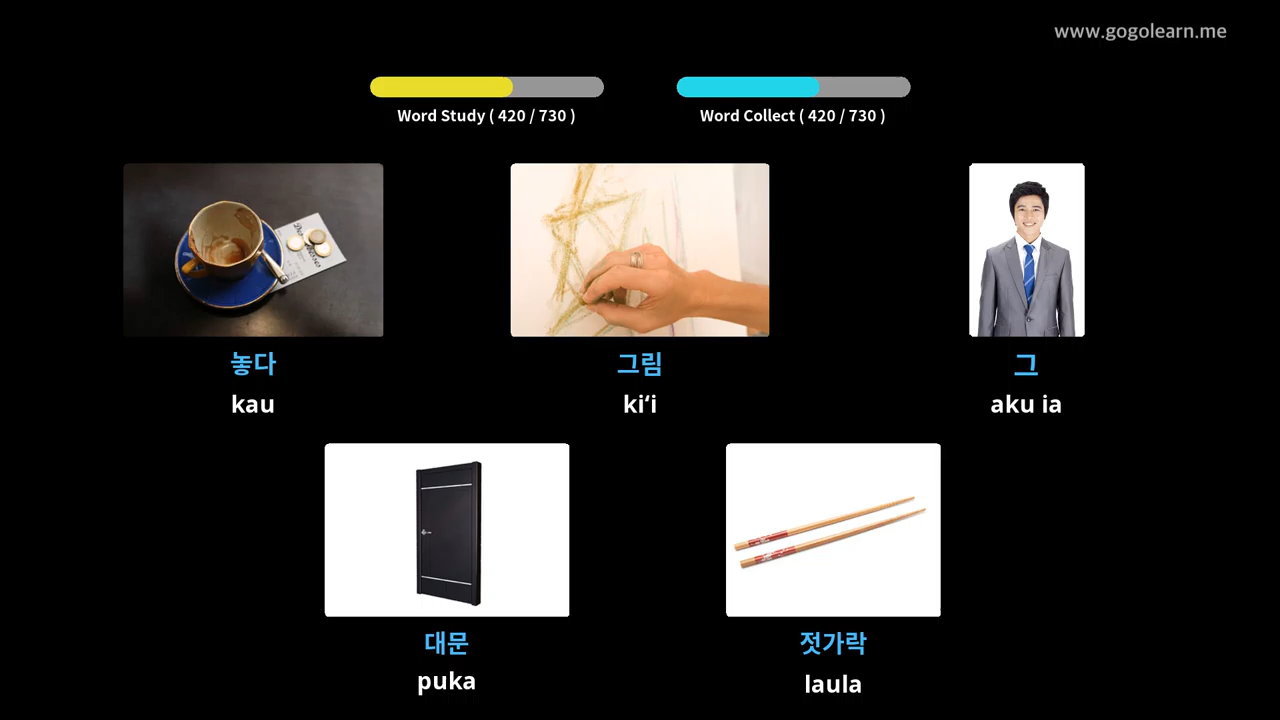 www.gogolearn.me
Word Study ( 420 / 730 )
Word Collect ( 420 / 730 )
놓다
kau
그림
kiʻi
그
aku ia
대문
puka
젓가락
laula